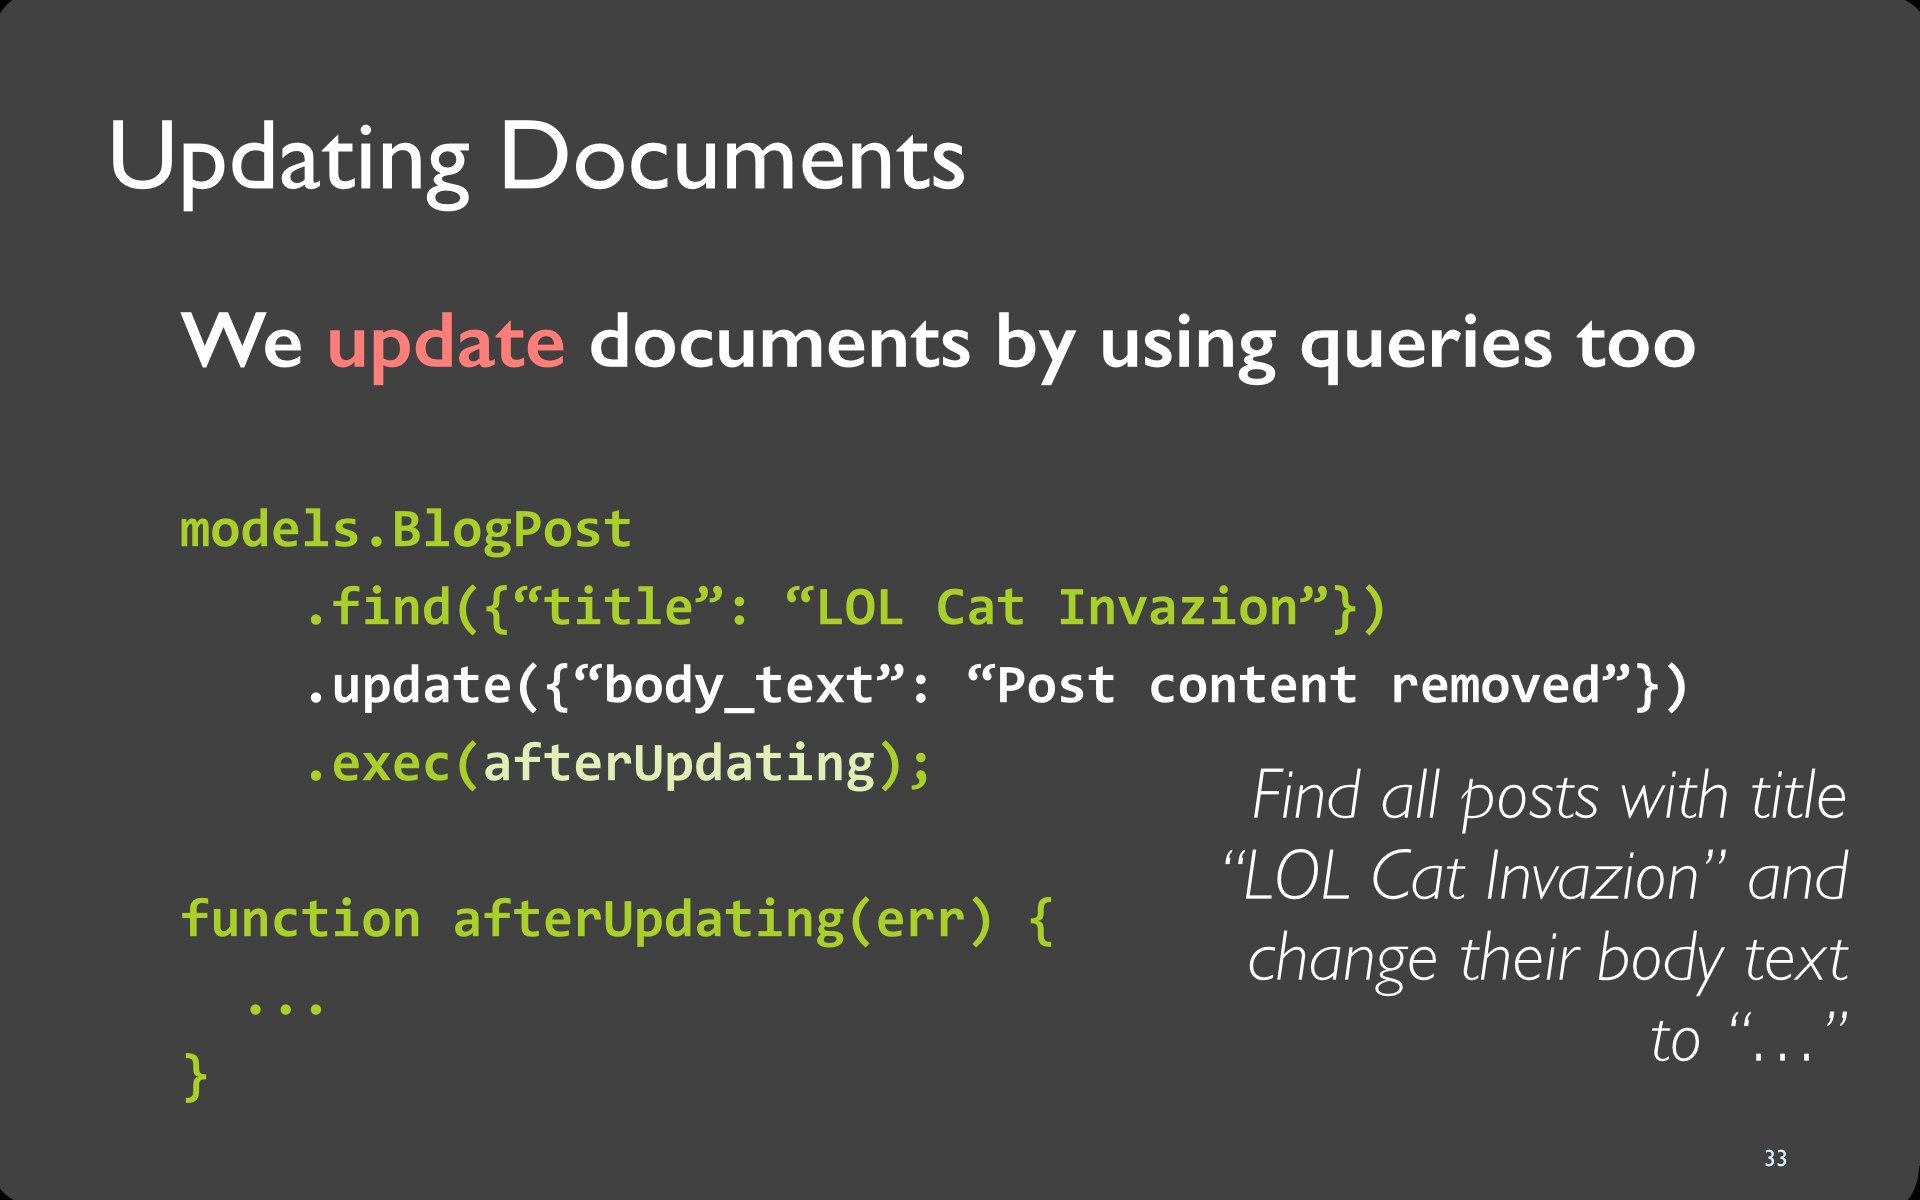 Updating Documents
We update documents by using queries too
models.BlogPost
.find({“title”: “LOL Cat Invazion”})
.update({“body_text”: “Post content removed”})
.exec(afterUpdating);
Find all posts with title
“LOL Cat Invazion” and
change their body text
to “…”
function afterUpdating(err) {
...
}
33